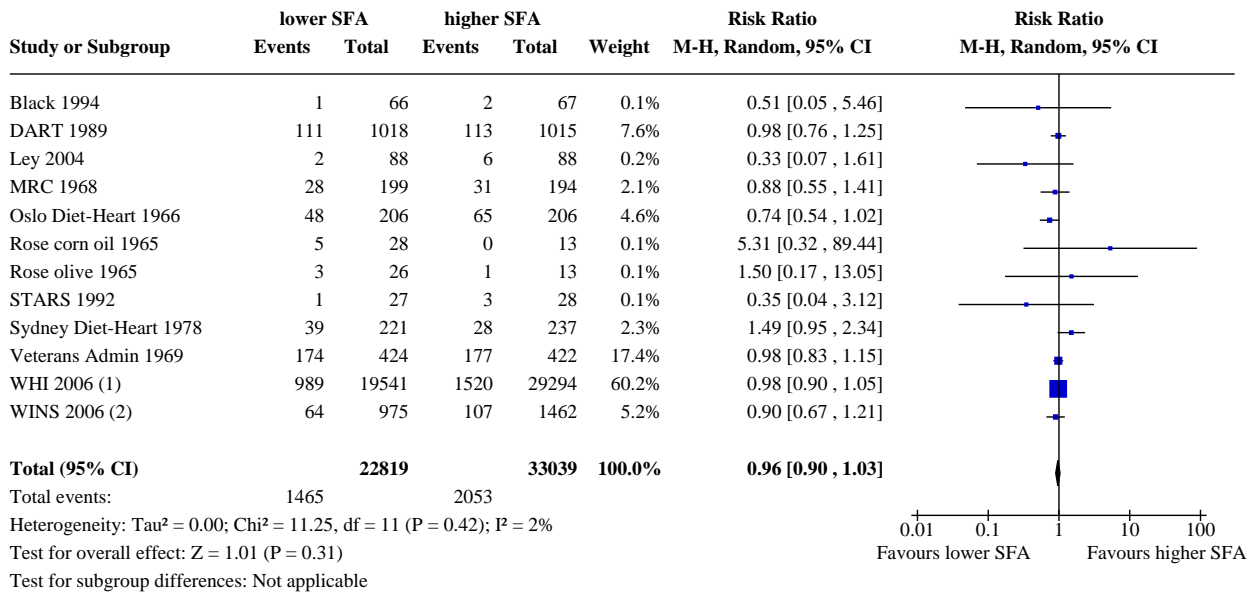 lower SFA higher SFA Risk Ratio Risk Ratio
Study or Subgroup Events Total Events Total Weight M-H, Random, 95% CI M-H, Random, 95% CI
Black 1994 1 66 2 67 0.1% 0.51 [0.05 , 5.46]
DART 1989 111 1018 113 1015 7.6% 0.98 [0.76 , 1.25]
Ley 2004 2 88 6 88 0.2% 0.33 [0.07 , 1.61]
MRC 1968 28 199 31 194 2.1% 0.88 [0.55 , 1.41]
Oslo Diet-Heart 1966 48 206 65 206 4.6% 0.74 [0.54 , 1.02]
Rose corn oil 1965 5 28 0 13 0.1% 5.31 [0.32 , 89.44]
Rose olive 1965 3 26 1 13 0.1% 1.50 [0.17 , 13.05]
STARS 1992 1 27 3 28 0.1% 0.35 [0.04 , 3.12]
Sydney Diet-Heart 1978 39 221 28 237 2.3% 1.49 [0.95 , 2.34]
Veterans Admin 1969 174 424 177 422 17.4% 0.98 [0.83 , 1.15]
WHI 2006 (1) 989 19541 1520 29294 60.2% 0.98 [0.90 , 1.05]
WINS 2006 (2) 64 975 107 1462 5.2% 0.90 [0.67 , 1.21]
Total (95% CI) 22819 33039 100.0% 0.96 [0.90 , 1.03]
Total events: 1465 2053
Heterogeneity: Tau² = 0.00; Chi² = 11.25, df = 11 (P = 0.42); I² = 2%
Test for overall effect: Z = 1.01 (P = 0.31)
Test for subgroup differences: Not applicable
0.01 0.1 1 10 100
Favours lower SFA Favours higher SFA